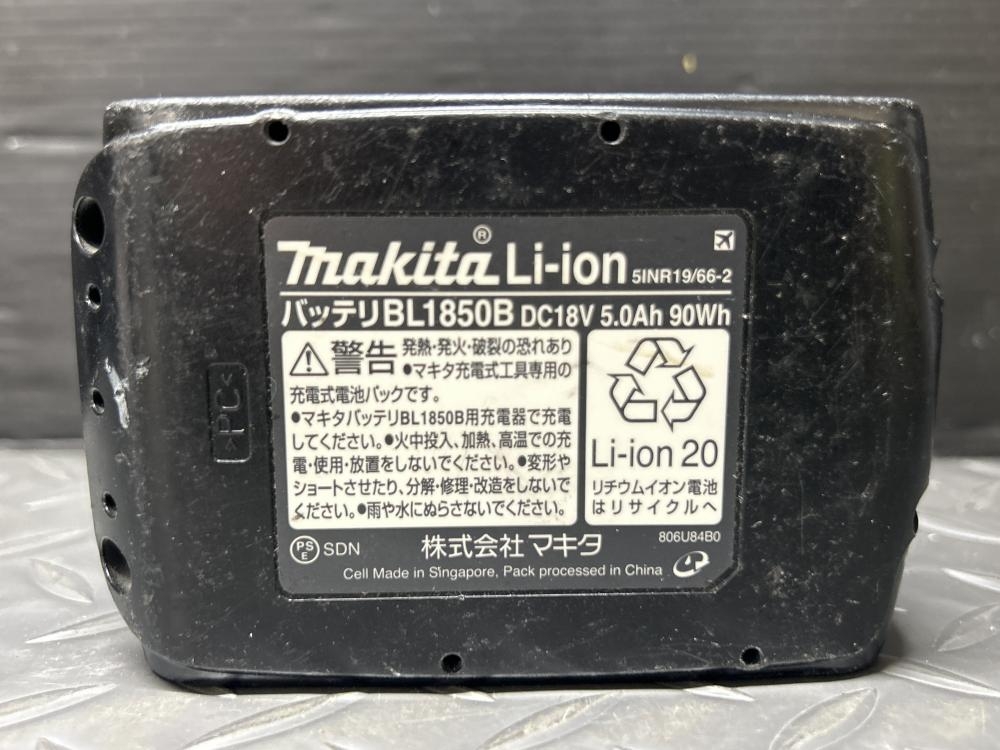 makita® Li-ion 5INR19/66-2
バッテリBL1850B DC18V 5.0Ah 90Wh
警告 発熱・発火・破裂の恐れあり
●マキタ充電式工具専用の
充電式電池パックです。
●マキタバッテリBL1850B用充電器で充電
してください。●火中投入、加熱、高温での充
電・使用・放置をしないでください。●変形や
ショートさせたり、分解・修理・改造をしないで
ください。●雨や水にぬらさないでください。
Li-ion 20
リチウムイオン電池
はリサイクルへ
806U84B0
PSE SDN 株式会社マキタ
Cell Made in Singapore, Pack processed in China
>PC<